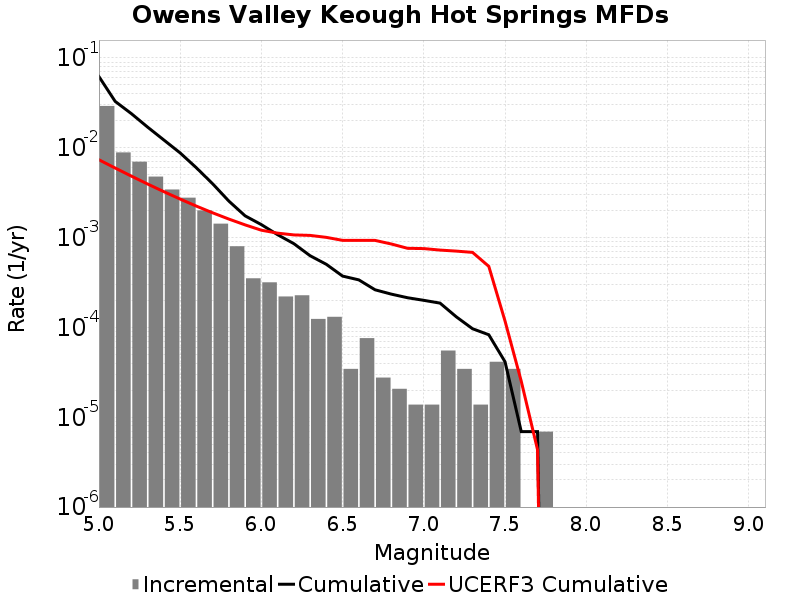 Owens Valley Keough Hot Springs MFDs
10^-1
10^-2
10^-3
10^-4
10^-5
10^-6
Rate (1/yr)
5.0 5.5 6.0 6.5 7.0 7.5 8.0 8.5 9.0
Magnitude
Incremental Cumulative UCERF3 Cumulative